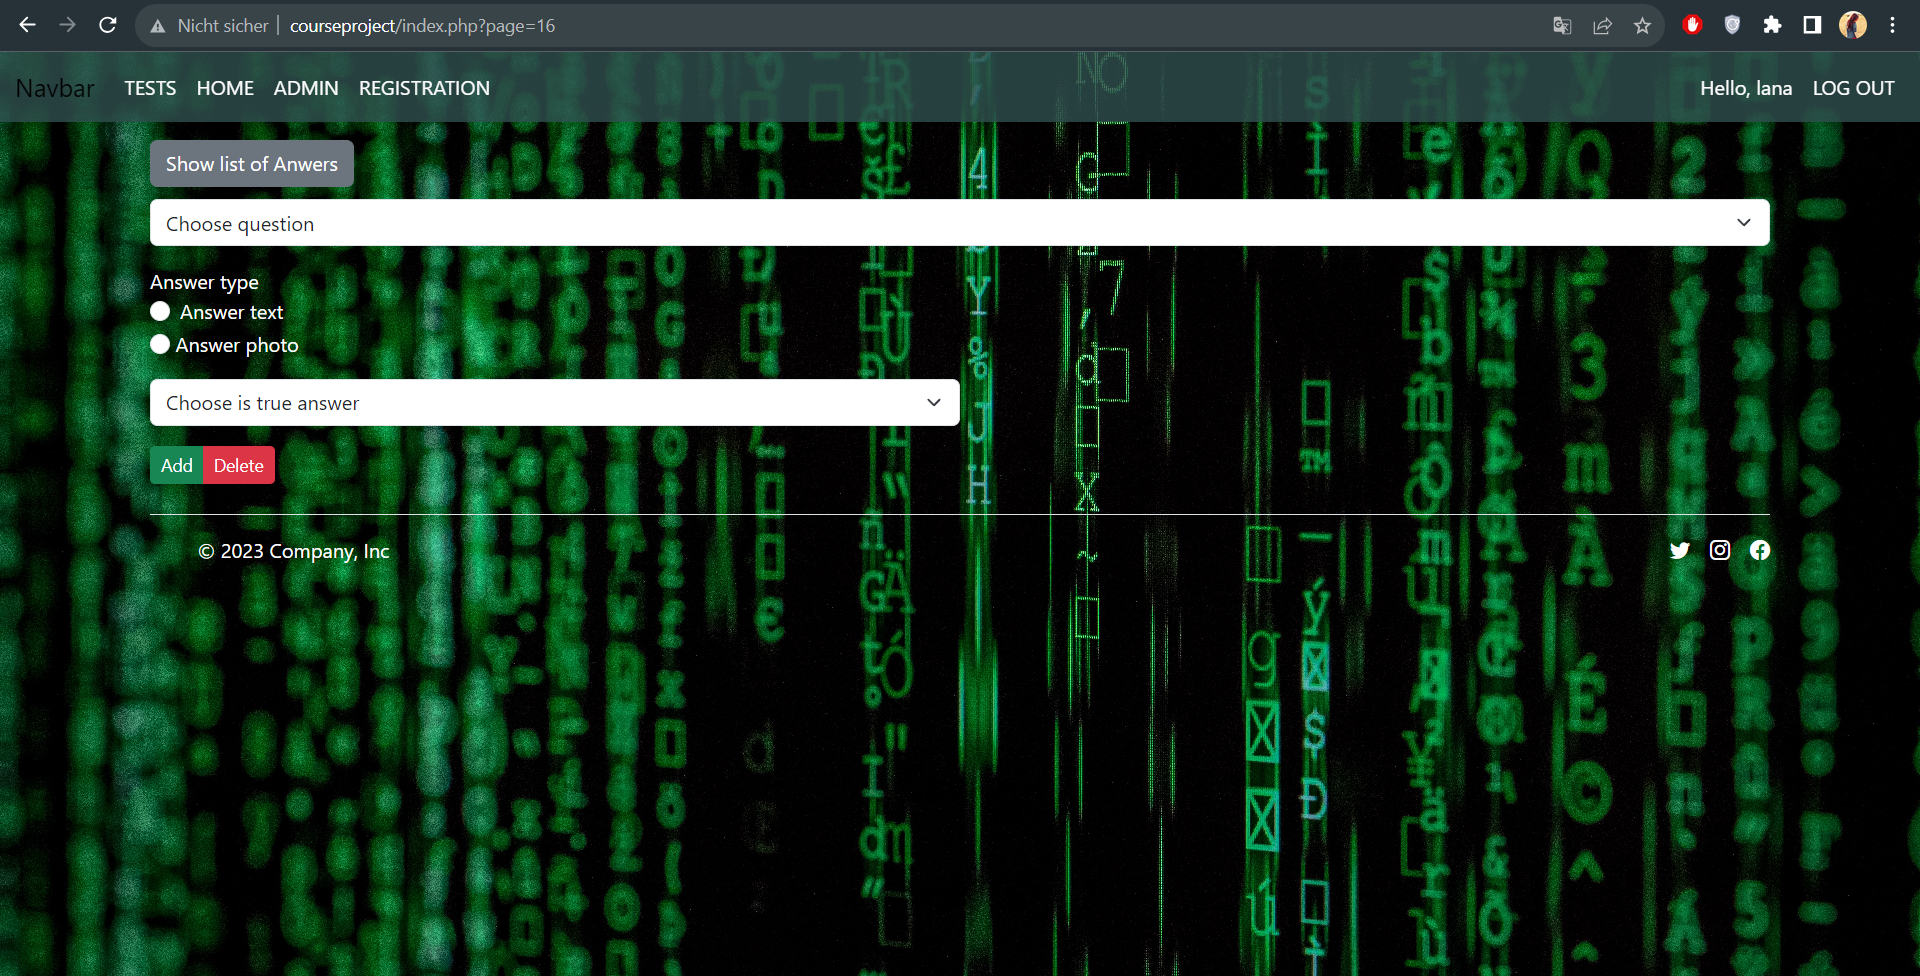 Nicht sicher | courseproject/index.php?page=16
Navbar TESTS HOME ADMIN REGISTRATION Hello, lana LOG OUT
Show list of Anwers
Choose question
Answer type
Answer text
Answer photo
Choose is true answer
Add Delete
© 2023 Company, Inc